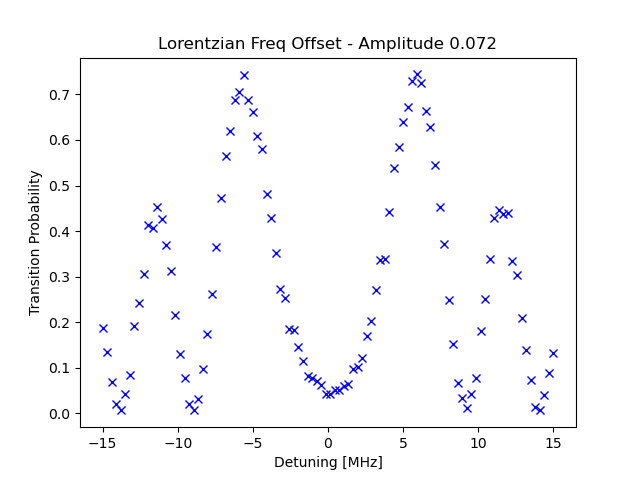 Lorentzian Freq Offset - Amplitude 0.072
Transition Probability
0.7
0.6
0.5
0.4
0.3
0.2
0.1
0.0
−15 −10 −5 0 5 10 15
Detuning [MHz]